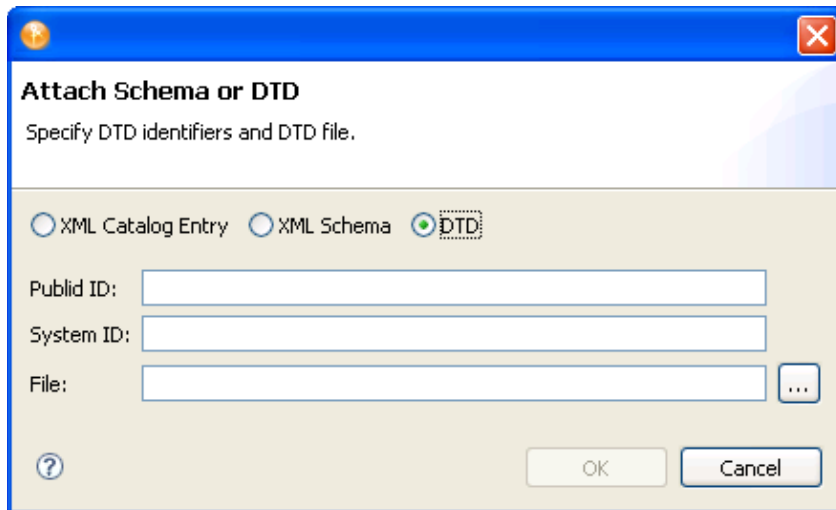 Attach Schema or DTD
Specify DTD identifiers and DTD file.
XML Catalog Entry XML Schema DTD
Publid ID:
System ID:
File: ...
? OK Cancel